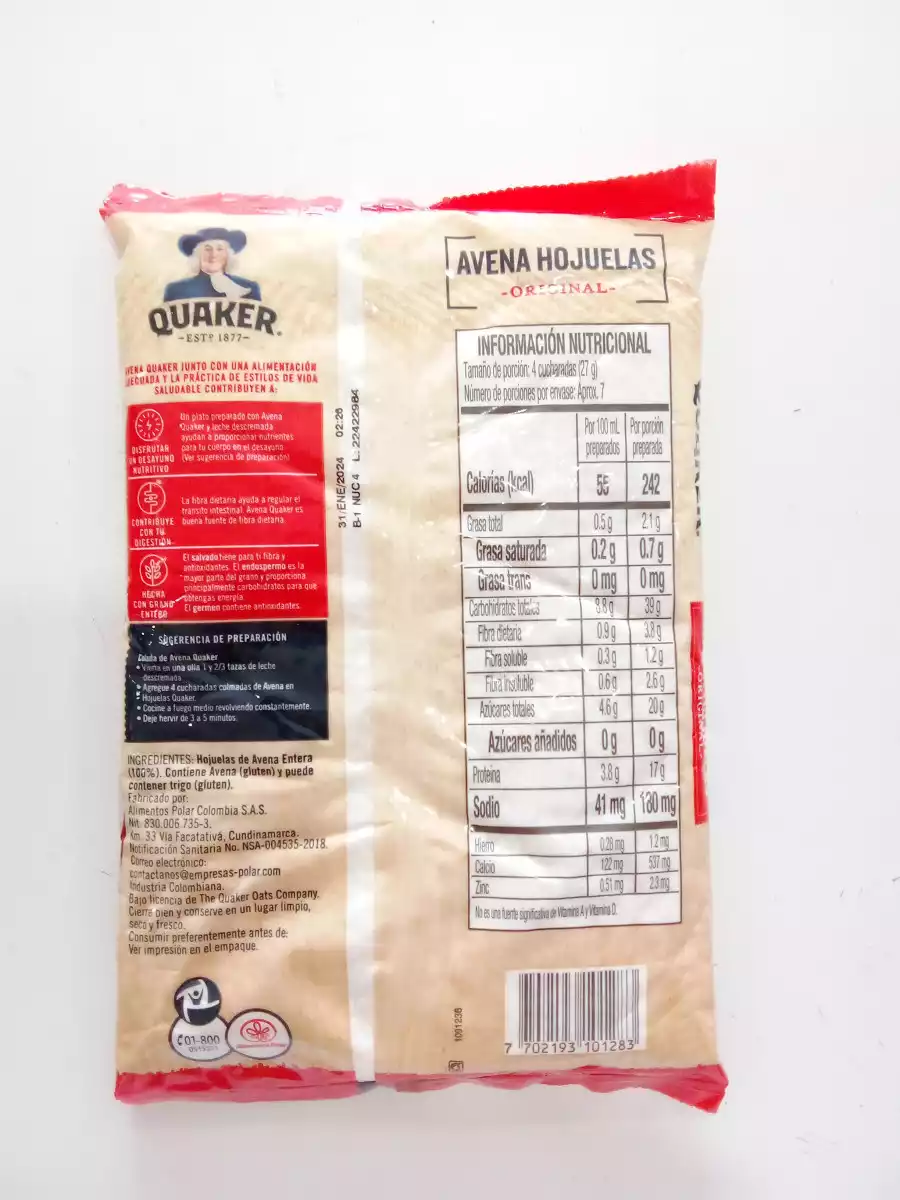 QUAKER
-ESTD 1877-
AVENA QUAKER JUNTO CON UNA ALIMENTACIÓN
ADECUADA Y LA PRÁCTICA DE ESTILOS DE VIDA
SALUDABLE CONTRIBUYEN A:
DISFRUTAR
UN DESAYUNO
NUTRITIVO
Un plato preparado con Avena
Quaker y leche descremada
ayudan a proporcionar nutrientes
para tu cuerpo en el desayuno.
(Ver sugerencia de preparación)
CONTRIBUYE
CON TU
DIGESTIÓN
La fibra dietaria ayuda a regular el
tránsito intestinal. Avena Quaker es
buena fuente de fibra dietaria.
HECHA
CON GRANO
ENTERO
El salvado tiene para ti fibra y
antioxidantes. El endospermo es la
mayor parte del grano y proporciona
principalmente carbohidratos para que
obtengas energía.
El germen contiene antioxidantes.
SUGERENCIA DE PREPARACIÓN
Colada de Avena Quaker
• Vierta en una olla 1 y 2/3 tazas de leche
descremada.
• Agregue 4 cucharadas colmadas de Avena en
Hojuelas Quaker.
• Cocine a fuego medio revolviendo constantemente.
• Deje hervir de 3 a 5 minutos.
INGREDIENTES: Hojuelas de Avena Entera
(100%). Contiene Avena (gluten) y puede
contener trigo (gluten).
Fabricado por:
Alimentos Polar Colombia S.A.S.
Nit. 830.006.735-3.
Km. 33 Vía Facatativá, Cundinamarca.
Notificación Sanitaria No. NSA-004535-2018.
Correo electrónico:
contactanos@empresas-polar.com
Industria Colombiana.
Bajo licencia de The Quaker Oats Company.
Cierre bien y conserve en un lugar limpio,
seco y fresco.
Consumir preferentemente antes de:
Ver impresión en el empaque.
01-800
31/ENE/2024 02:26
B-1 NUC 4 L: 22422984
AVENA HOJUELAS
-ORIGINAL-
INFORMACIÓN NUTRICIONAL
Tamaño de porción: 4 cucharadas (27 g)
Número de porciones por envase: Aprox. 7
Por 100 mL preparados Por porción preparada
Calorías (kcal) 55 242
Grasa total 0.5 g 2.1 g
Grasa saturada 0.2 g 0.7 g
Grasa trans 0 mg 0 mg
Carbohidratos totales 8.8 g 39 g
Fibra dietaria 0.9 g 3.8 g
Fibra soluble 0.3 g 1.2 g
Fibra insoluble 0.6 g 2.6 g
Azúcares totales 4.6 g 20 g
Azúcares añadidos 0 g 0 g
Proteína 3.8 g 17 g
Sodio 41 mg 180 mg
Hierro 0.28 mg 1.2 mg
Calcio 122 mg 537 mg
Zinc 0.51 mg 2.3 mg
No es una fuente significativa de Vitamina A y Vitamina D.
ORIGINAL
1091236
7 702193 101283